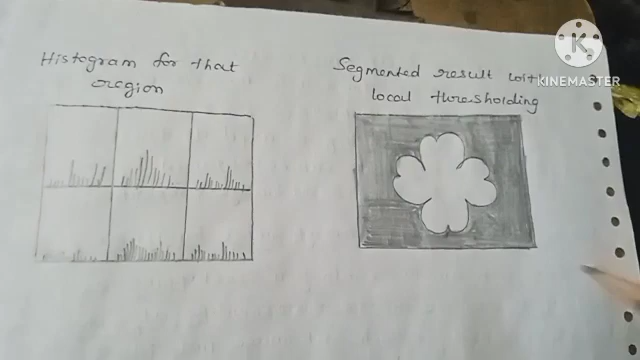 Histogram for that
region
Segmented result with
local thresholding
KINEMASTER